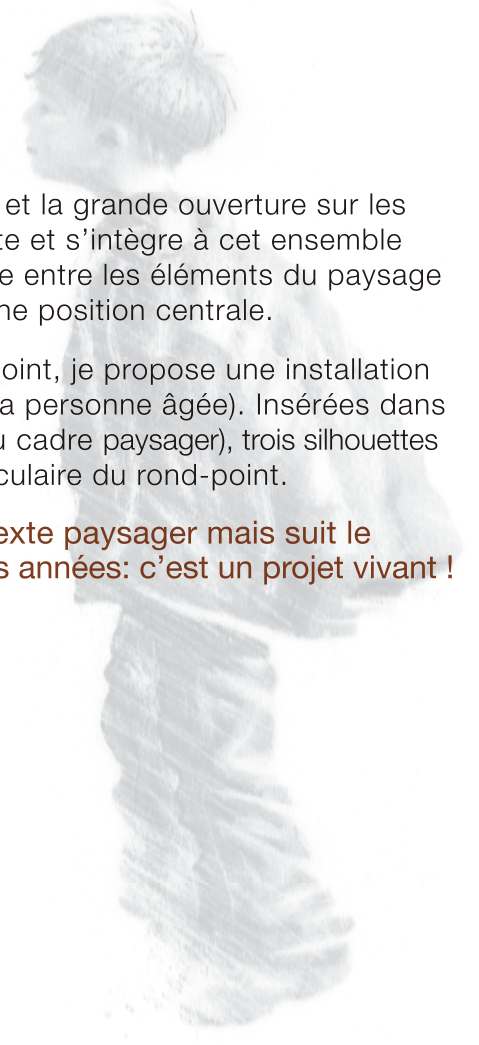 et la grande ouverture sur les
te et s’intègre à cet ensemble
e entre les éléments du paysage
ne position centrale.
oint, je propose une installation
a personne âgée). Insérées dans
u cadre paysager), trois silhouettes
culaire du rond-point.
exte paysager mais suit le
s années: c’est un projet vivant !